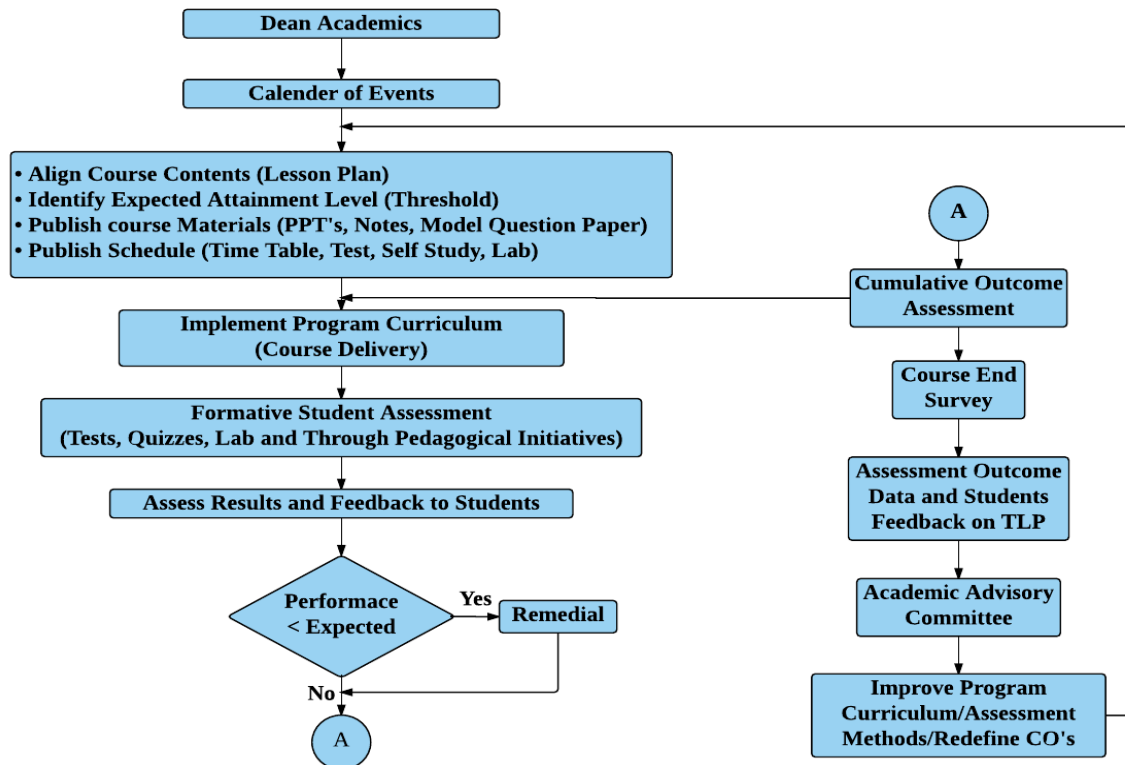 Dean Academics
Calender of Events
• Align Course Contents (Lesson Plan)
• Identify Expected Attainment Level (Threshold)
• Publish course Materials (PPT's, Notes, Model Question Paper)
• Publish Schedule (Time Table, Test, Self Study, Lab)
Implement Program Curriculum
(Course Delivery)
Formative Student Assessment
(Tests, Quizzes, Lab and Through Pedagogical Initiatives)
Assess Results and Feedback to Students
Performace
< Expected
Yes
Remedial
No
A
A
Cumulative Outcome
Assessment
Course End
Survey
Assessment Outcome
Data and Students
Feedback on TLP
Academic Advisory
Committee
Improve Program
Curriculum/Assessment
Methods/Redefine CO's